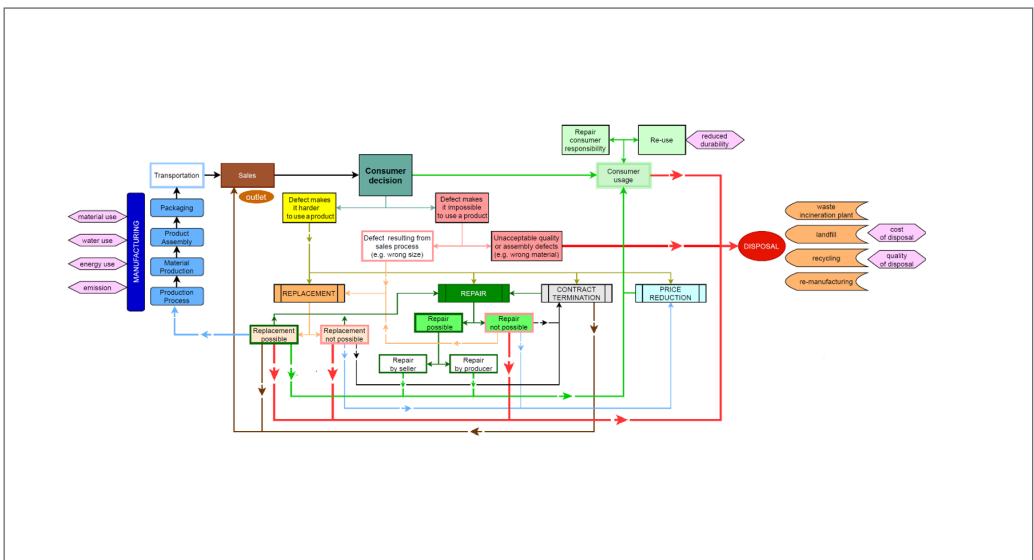 Repair
consumer
responsibility
Re-use
reduced
durability
Transportation
Sales
outlet
Consumer
decision
Consumer
usage
MANUFACTURING
material use
water use
energy use
emission
Packaging
Product
Assembly
Material
Production
Production
Process
Defect makes
it harder
to use a product
Defect makes
it impossible
to use a product
Defect resulting from
sales process
(e.g. wrong size)
Unacceptable quality
or assembly defects
(e.g. wrong material)
DISPOSAL
waste
incineration plant
landfill
recycling
re-manufacturing
cost
of disposal
quality
of disposal
REPLACEMENT
REPAIR
CONTRACT
TERMINATION
PRICE
REDUCTION
Replacement
possible
Replacement
not possible
Repair
possible
Repair
not possible
Repair
by seller
Repair
by producer